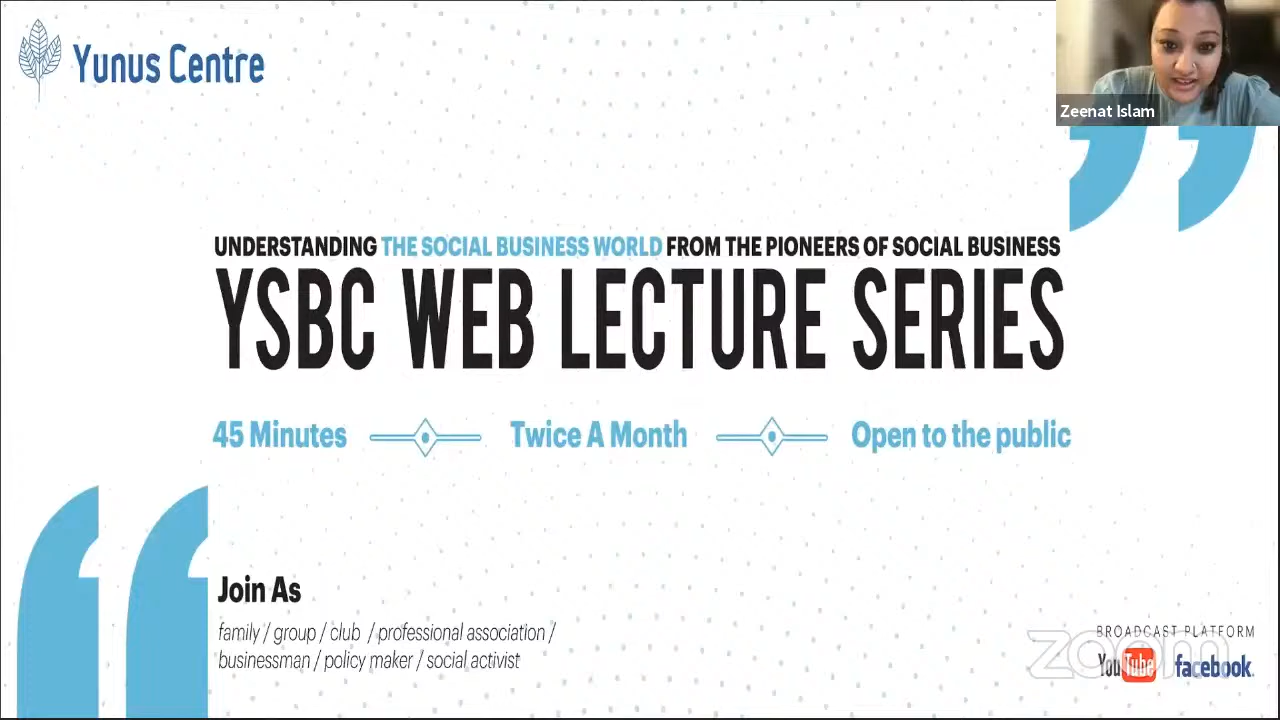 Yunus Centre
Zeenat Islam
UNDERSTANDING THE SOCIAL BUSINESS WORLD FROM THE PIONEERS OF SOCIAL BUSINESS
YSBC WEB LECTURE SERIES
45 Minutes Twice A Month Open to the public
Join As
family / group / club / professional association /
businessman / policy maker / social activist
BROADCAST PLATFORM
zoom
YouTube facebook.